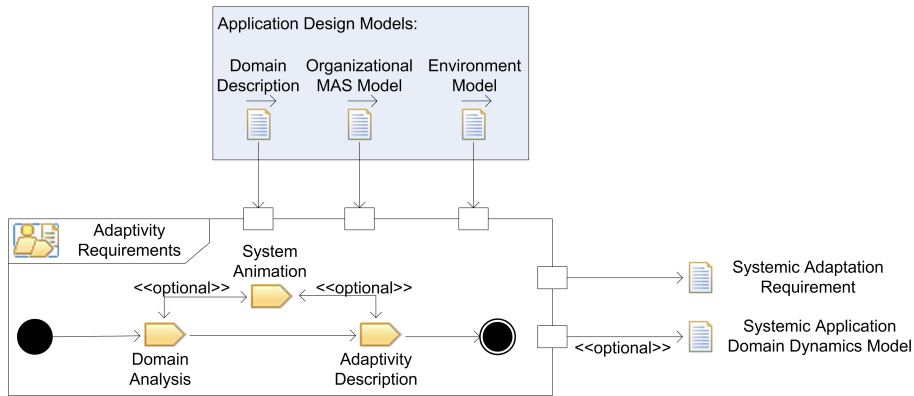 Application Design Models:
Domain
Description
Organizational
MAS Model
Environment
Model
Adaptivity
Requirements
System
Animation
<<optional>>
<<optional>>
Domain
Analysis
Adaptivity
Description
Systemic Adaptation
Requirement
<<optional>>
Systemic Application
Domain Dynamics Model